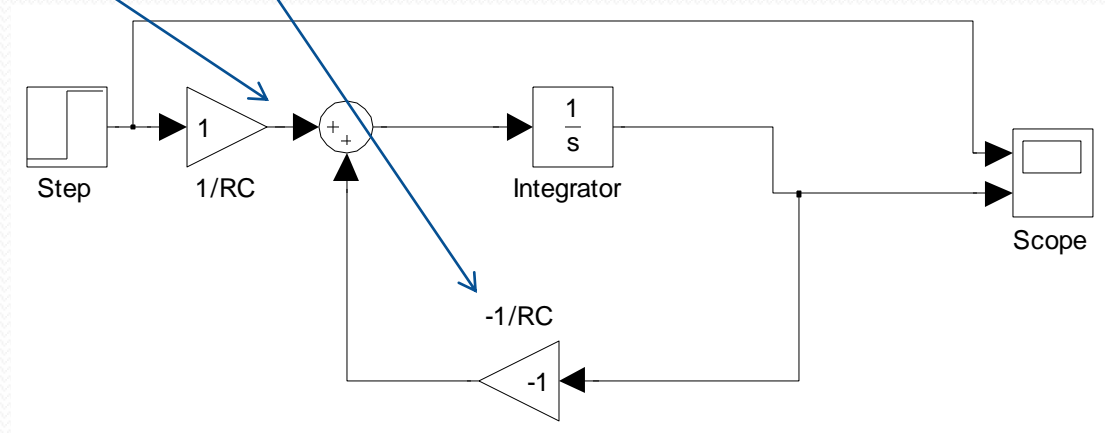 1
+
+
1
s
Step
1/RC
Integrator
Scope
-1/RC
-1